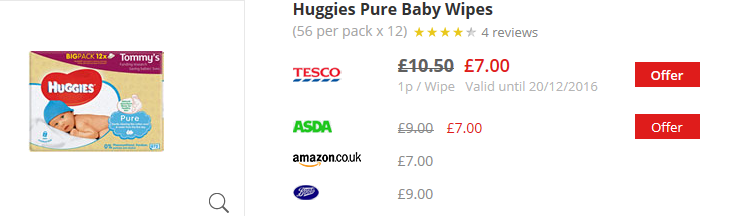 Huggies Pure Baby Wipes
(56 per pack x 12) 4 reviews
BIGPACK 12x Tommy's
HUGGIES
Pure
TESCO £10.50 £7.00 Offer
1p / Wipe Valid until 20/12/2016
ASDA £9.00 £7.00 Offer
amazon.co.uk £7.00
Boots £9.00